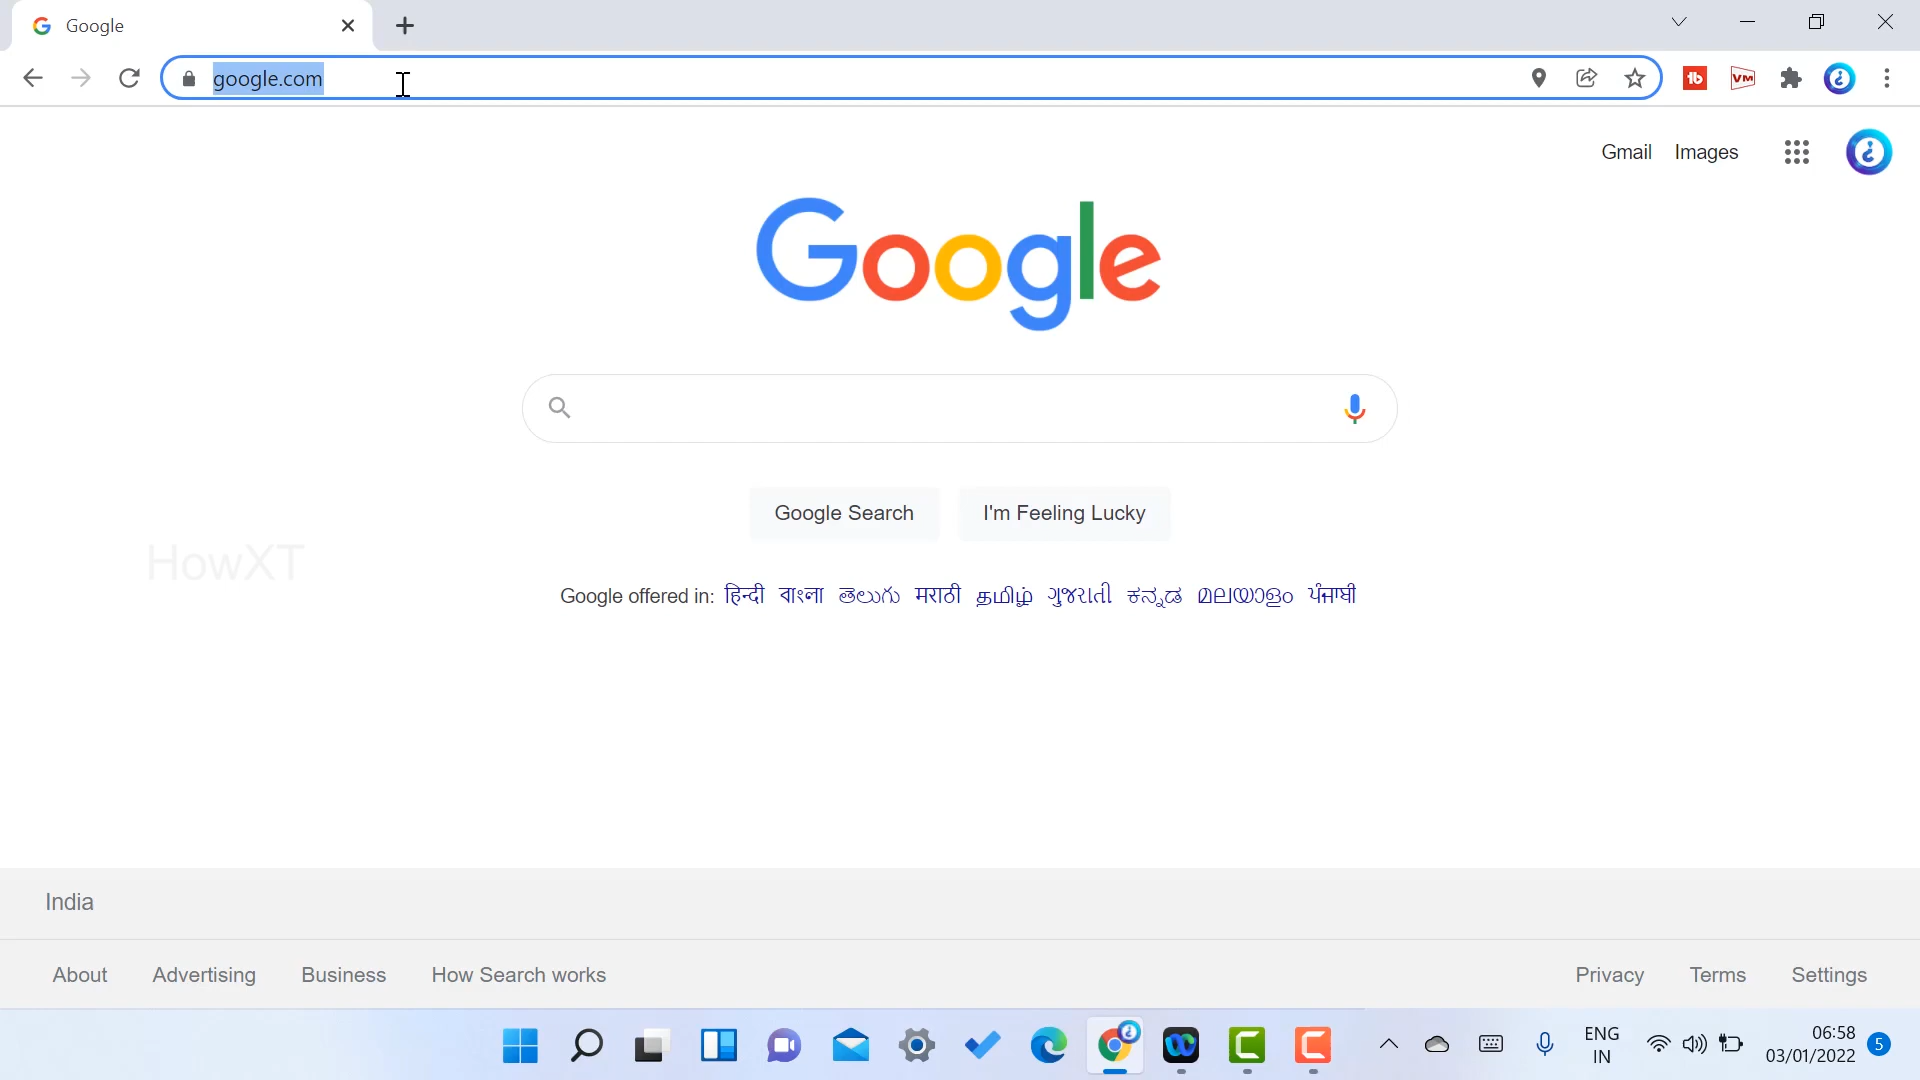 Google
google.com
tb
VM
Gmail Images
Google
Google Search I'm Feeling Lucky
HowXT
Google offered in: हिन्दी বাংলা తెలుగు मराठी தமிழ் ગુજરાતી ಕನ್ನಡ മലയാളം ਪੰਜਾਬੀ
India
About Advertising Business How Search works Privacy Terms Settings
ENG
IN
06:58
03/01/2022
5